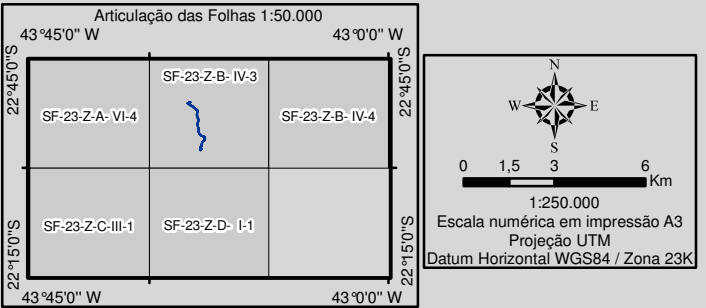 Articulação das Folhas 1:50.000
43°45'0" W
43°0'0" W
22°45'0"S
22°45'0"S
SF-23-Z-B- IV-3
SF-23-Z-A- VI-4
SF-23-Z-B- IV-4
SF-23-Z-C-III-1
SF-23-Z-D- I-1
22°15'0"S
22°15'0"S
43°45'0" W
43°0'0" W
N
W
E
S
0 1,5 3 6
Km
1:250.000
Escala numérica em impressão A3
Projeção UTM
Datum Horizontal WGS84 / Zona 23K